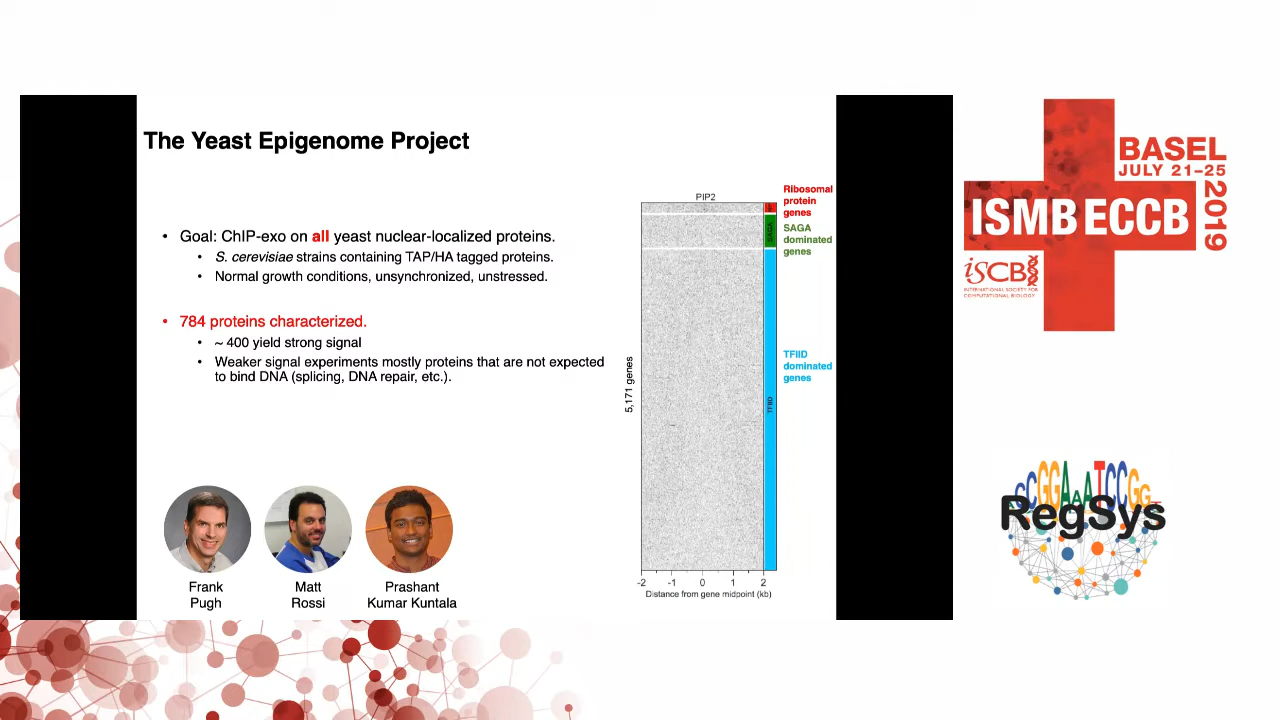 The Yeast Epigenome Project
• Goal: ChIP-exo on all yeast nuclear-localized proteins.
• S. cerevisiae strains containing TAP/HA tagged proteins.
• Normal growth conditions, unsynchronized, unstressed.
• 784 proteins characterized.
• ~ 400 yield strong signal
• Weaker signal experiments mostly proteins that are not expected
to bind DNA (splicing, DNA repair, etc.).
Frank
Pugh
Matt
Rossi
Prashant
Kumar Kuntala
PIP2
5,171 genes
SAGA
TFIID
-2 -1 0 1 2
Distance from gene midpoint (kb)
Ribosomal
protein
genes
SAGA
dominated
genes
TFIID
dominated
genes
BASEL
JULY 21–25
2019
ISMB ECCB
iSCB
INTERNATIONAL SOCIETY FOR
COMPUTATIONAL BIOLOGY
CCGGAAATCCGG
RegSys